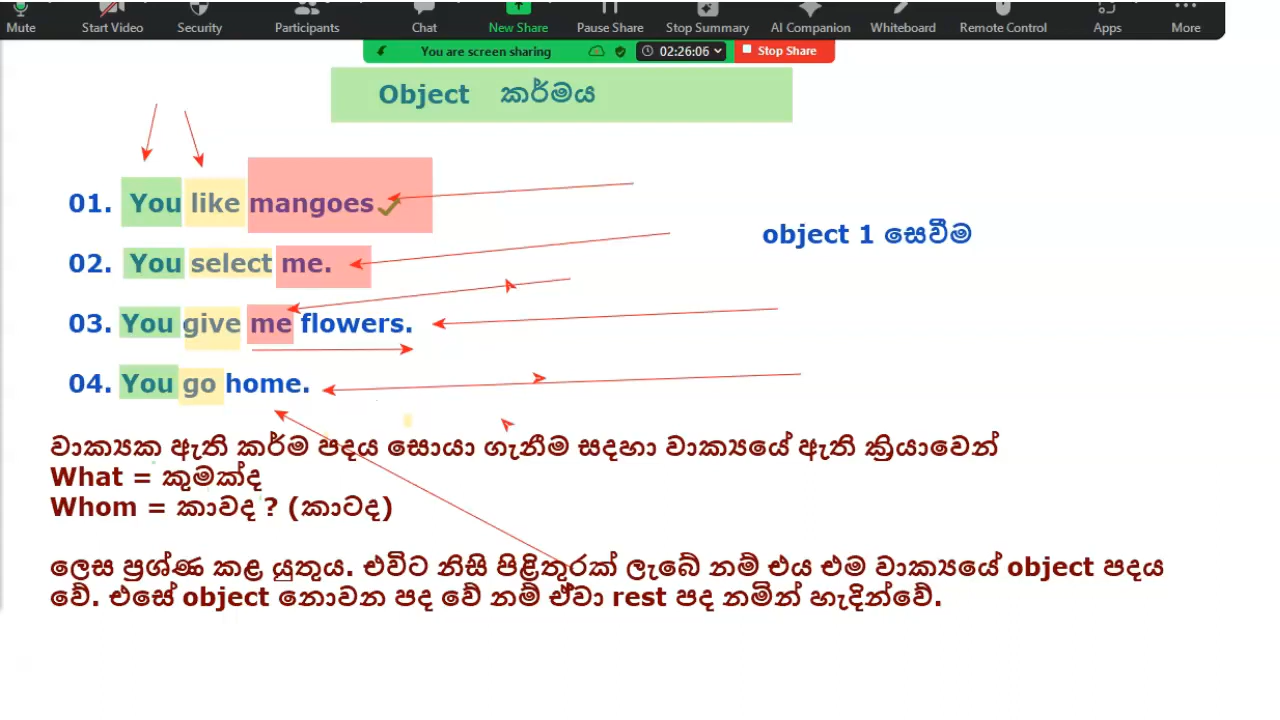 Mute Start Video Security Participants Chat New Share Pause Share Stop Summary AI Companion Whiteboard Remote Control Apps More
You are screen sharing 02:26:06 Stop Share
Object කර්මය
01. You like mangoes
object 1 සෙවීම
02. You select me.
03. You give me flowers.
04. You go home.
වාක්‍යක ඇති කර්ම පදය සොයා ගැනීම සදහා වාක්‍යයේ ඇති ක්‍රියාවෙන්
What = කුමක්ද
Whom = කාවද ? (කාටද)
ලෙස ප්‍රශ්ණ කළ යුතුය. එවිට නිසි පිළිතුරක් ලැබේ නම් එය එම වාක්‍යයේ object පදය
වේ. එසේ object නොවන පද වේ නම් ඒවා rest පද නමින් හැදින්වේ.